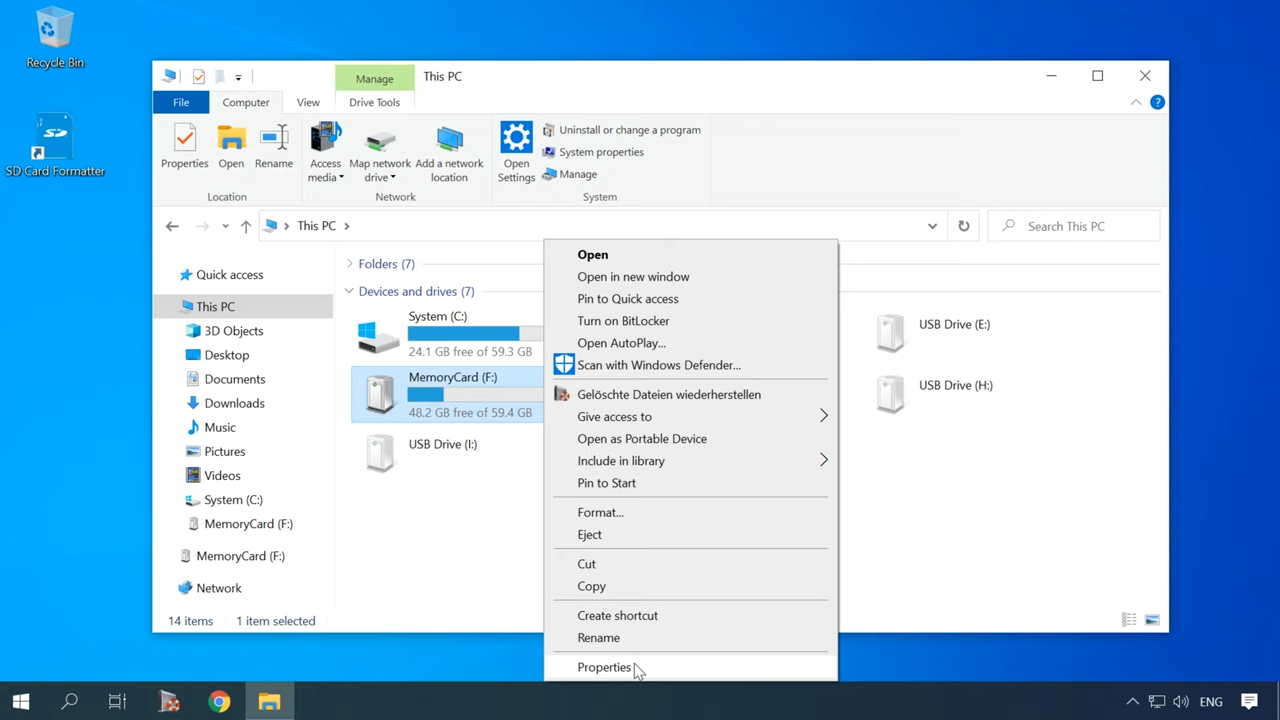 Recycle Bin
SD Card Formatter
Manage
This PC
File
Computer
View
Drive Tools
?
Properties
Open
Rename
Access media
Map network drive
Add a network location
Open Settings
Uninstall or change a program
System properties
Manage
Location
Network
System
This PC
Search This PC
Quick access
This PC
3D Objects
Desktop
Documents
Downloads
Music
Pictures
Videos
System (C:)
MemoryCard (F:)
MemoryCard (F:)
Network
Folders (7)
Devices and drives (7)
System (C:)
24.1 GB free of 59.3 GB
MemoryCard (F:)
48.2 GB free of 59.4 GB
USB Drive (I:)
USB Drive (E:)
USB Drive (H:)
Open
Open in new window
Pin to Quick access
Turn on BitLocker
Open AutoPlay...
Scan with Windows Defender...
Gelöschte Dateien wiederherstellen
Give access to
Open as Portable Device
Include in library
Pin to Start
Format...
Eject
Cut
Copy
Create shortcut
Rename
Properties
14 items
1 item selected
ENG